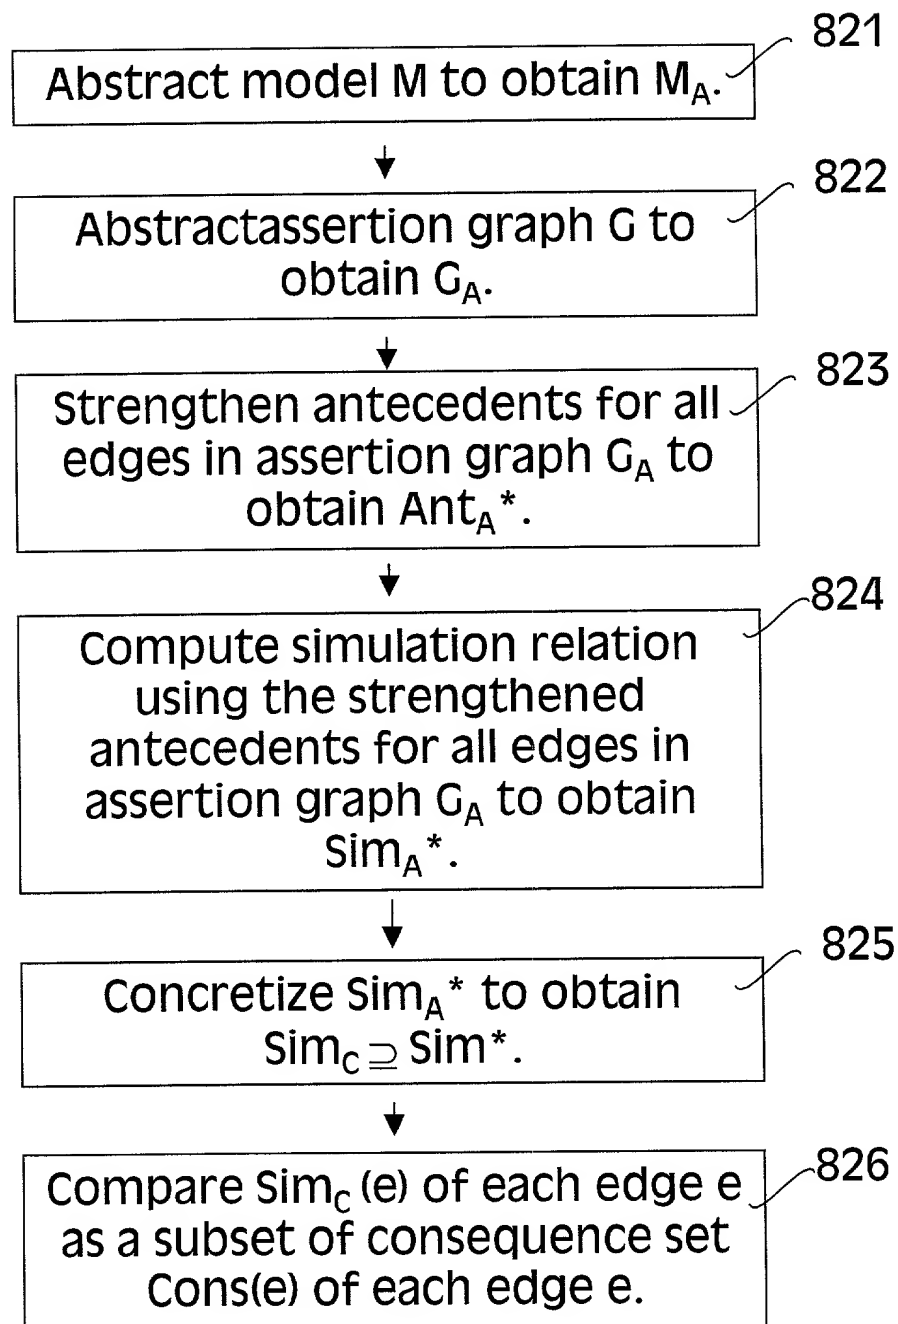 821
Abstract model M to obtain M_A.
822
Abstractassertion graph G to
obtain G_A.
823
Strengthen antecedents for all
edges in assertion graph G_A to
obtain Ant_A*.
824
Compute simulation relation
using the strengthened
antecedents for all edges in
assertion graph G_A to obtain
Sim_A*.
825
Concretize Sim_A* to obtain
Sim_C ⊇ Sim*.
826
Compare Sim_C (e) of each edge e
as a subset of consequence set
Cons(e) of each edge e.